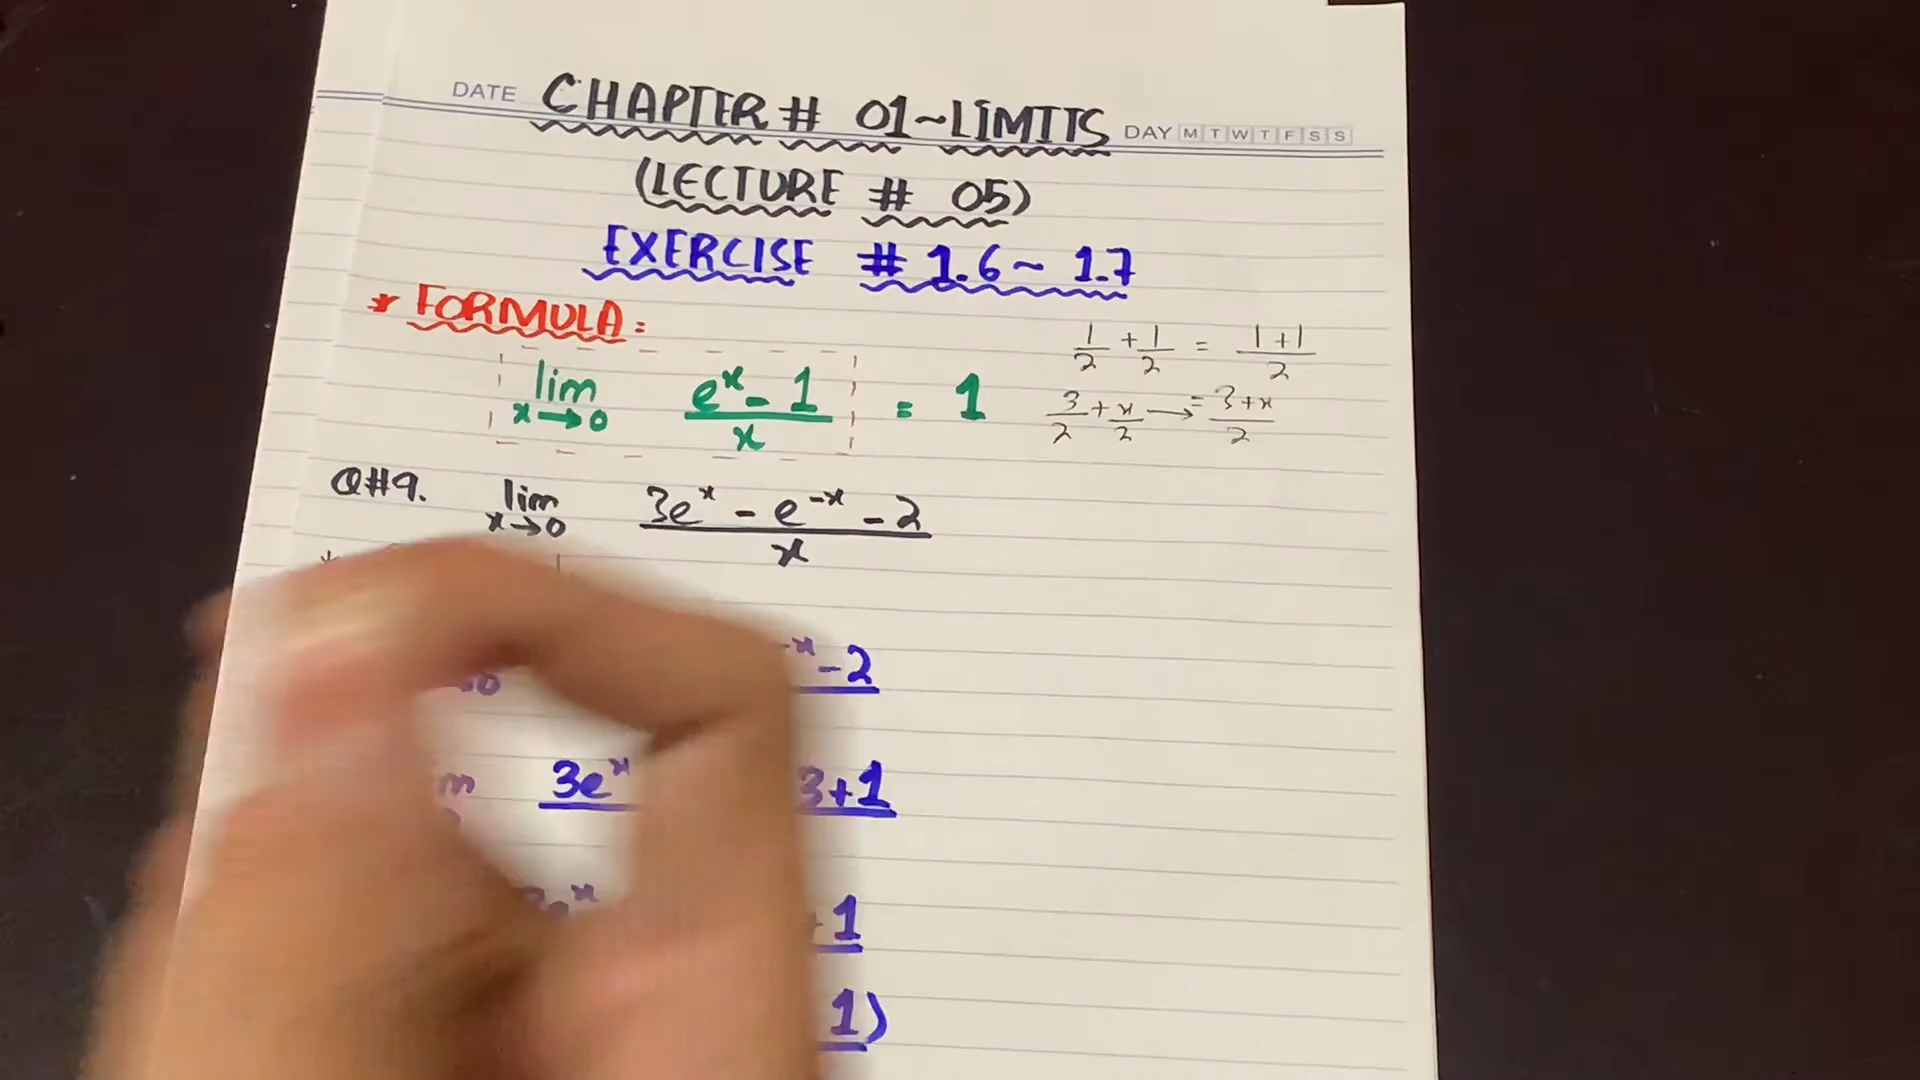 DATE CHAPTER # 01~LIMITS DAY M T W T F S S
(LECTURE # 05)
EXERCISE # 1.6 ~ 1.7
* FORMULA:
lim x→0 (e^x - 1)/x = 1
1/2 + 1/2 = (1+1)/2
3/2 + x/2 → = (3+x)/2
Q#9. lim x→0 (3e^x - e^-x - 2)/x
-x - 2
3e^x 3+1
e^x + 1
1)